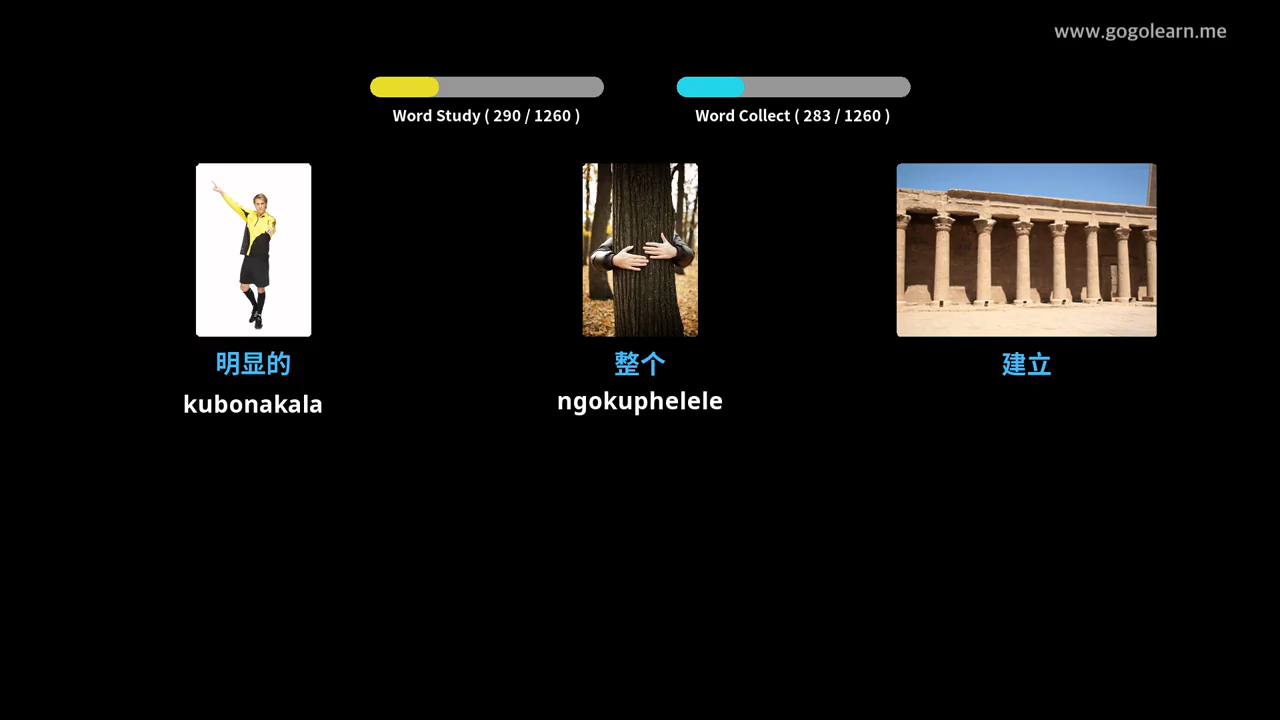 www.gogolearn.me
Word Study ( 290 / 1260 )
Word Collect ( 283 / 1260 )
明显的
整个
建立
kubonakala
ngokuphelele